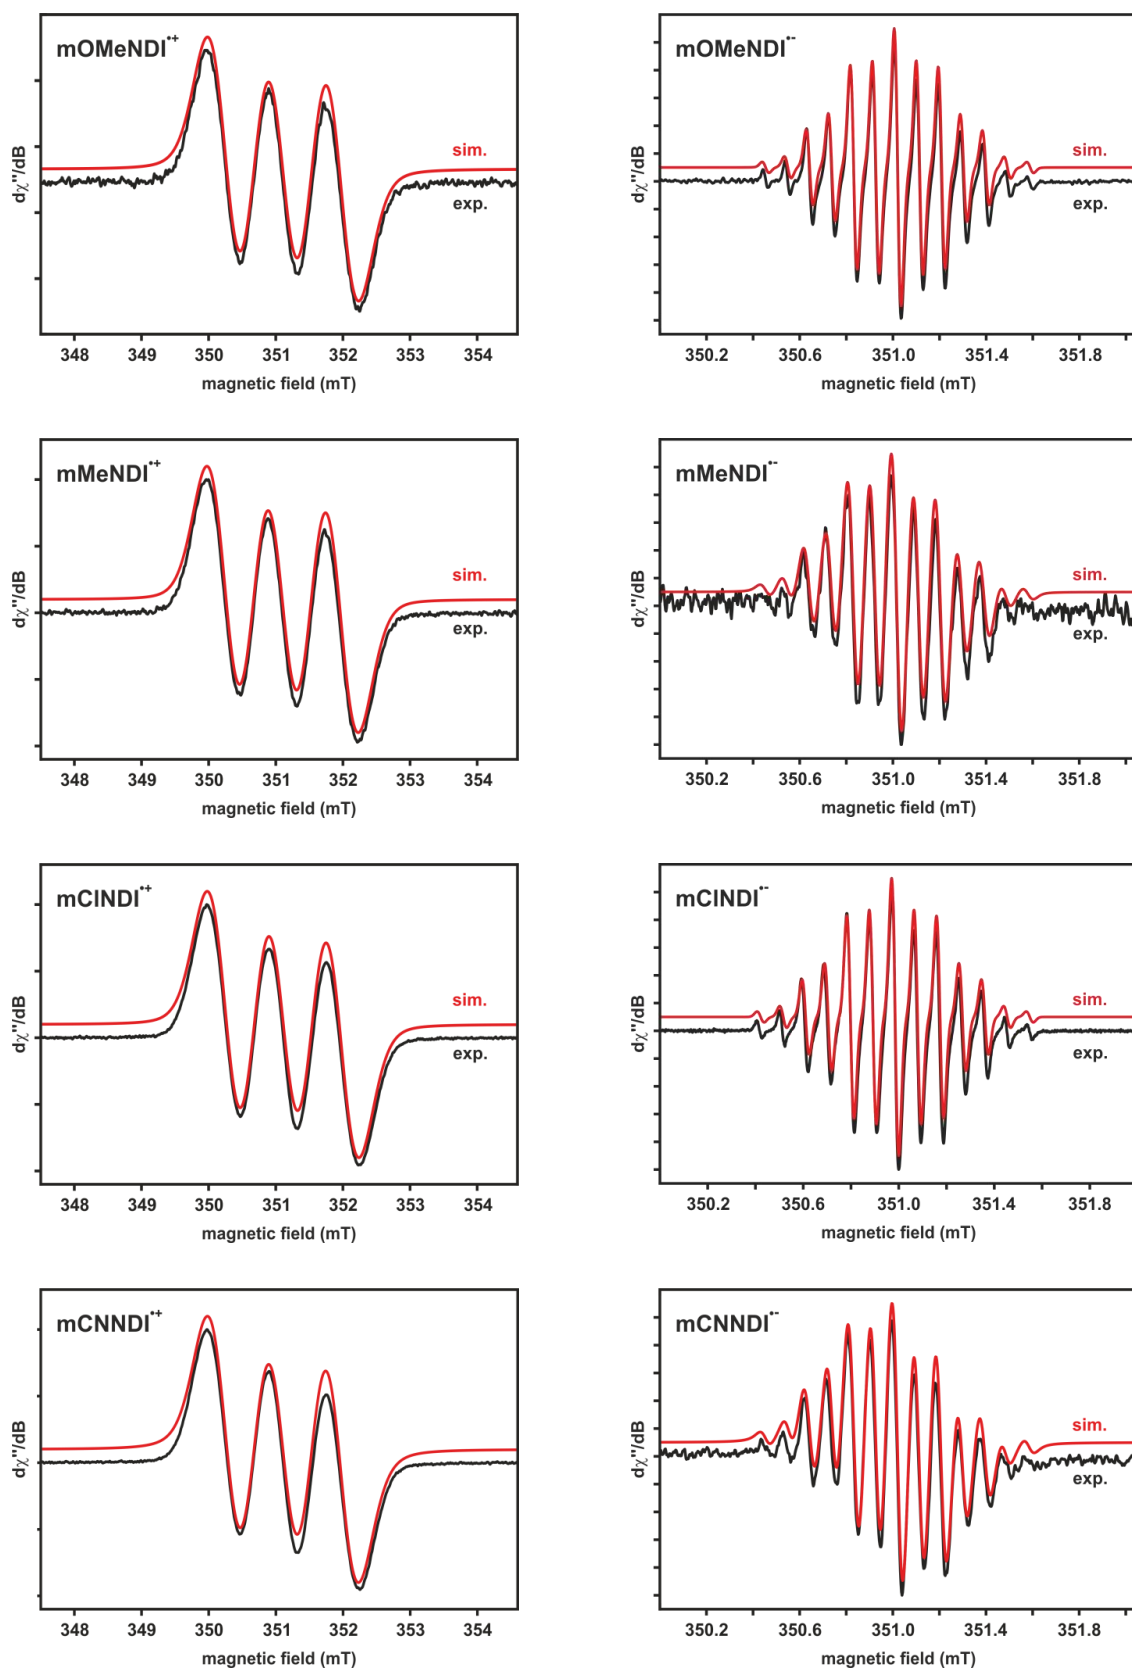 mOMeNDI•+
sim.
exp.
dχ''/dB
348 349 350 351 352 353 354
magnetic field (mT)
mOMeNDI•-
sim.
exp.
dχ''/dB
350.2 350.6 351.0 351.4 351.8
magnetic field (mT)
mMeNDI•+
sim.
exp.
dχ''/dB
348 349 350 351 352 353 354
magnetic field (mT)
mMeNDI•-
sim.
exp.
dχ''/dB
350.2 350.6 351.0 351.4 351.8
magnetic field (mT)
mClNDI•+
sim.
exp.
dχ''/dB
348 349 350 351 352 353 354
magnetic field (mT)
mClNDI•-
sim.
exp.
dχ''/dB
350.2 350.6 351.0 351.4 351.8
magnetic field (mT)
mCNNDI•+
sim.
exp.
dχ''/dB
348 349 350 351 352 353 354
magnetic field (mT)
mCNNDI•-
sim.
exp.
dχ''/dB
350.2 350.6 351.0 351.4 351.8
magnetic field (mT)